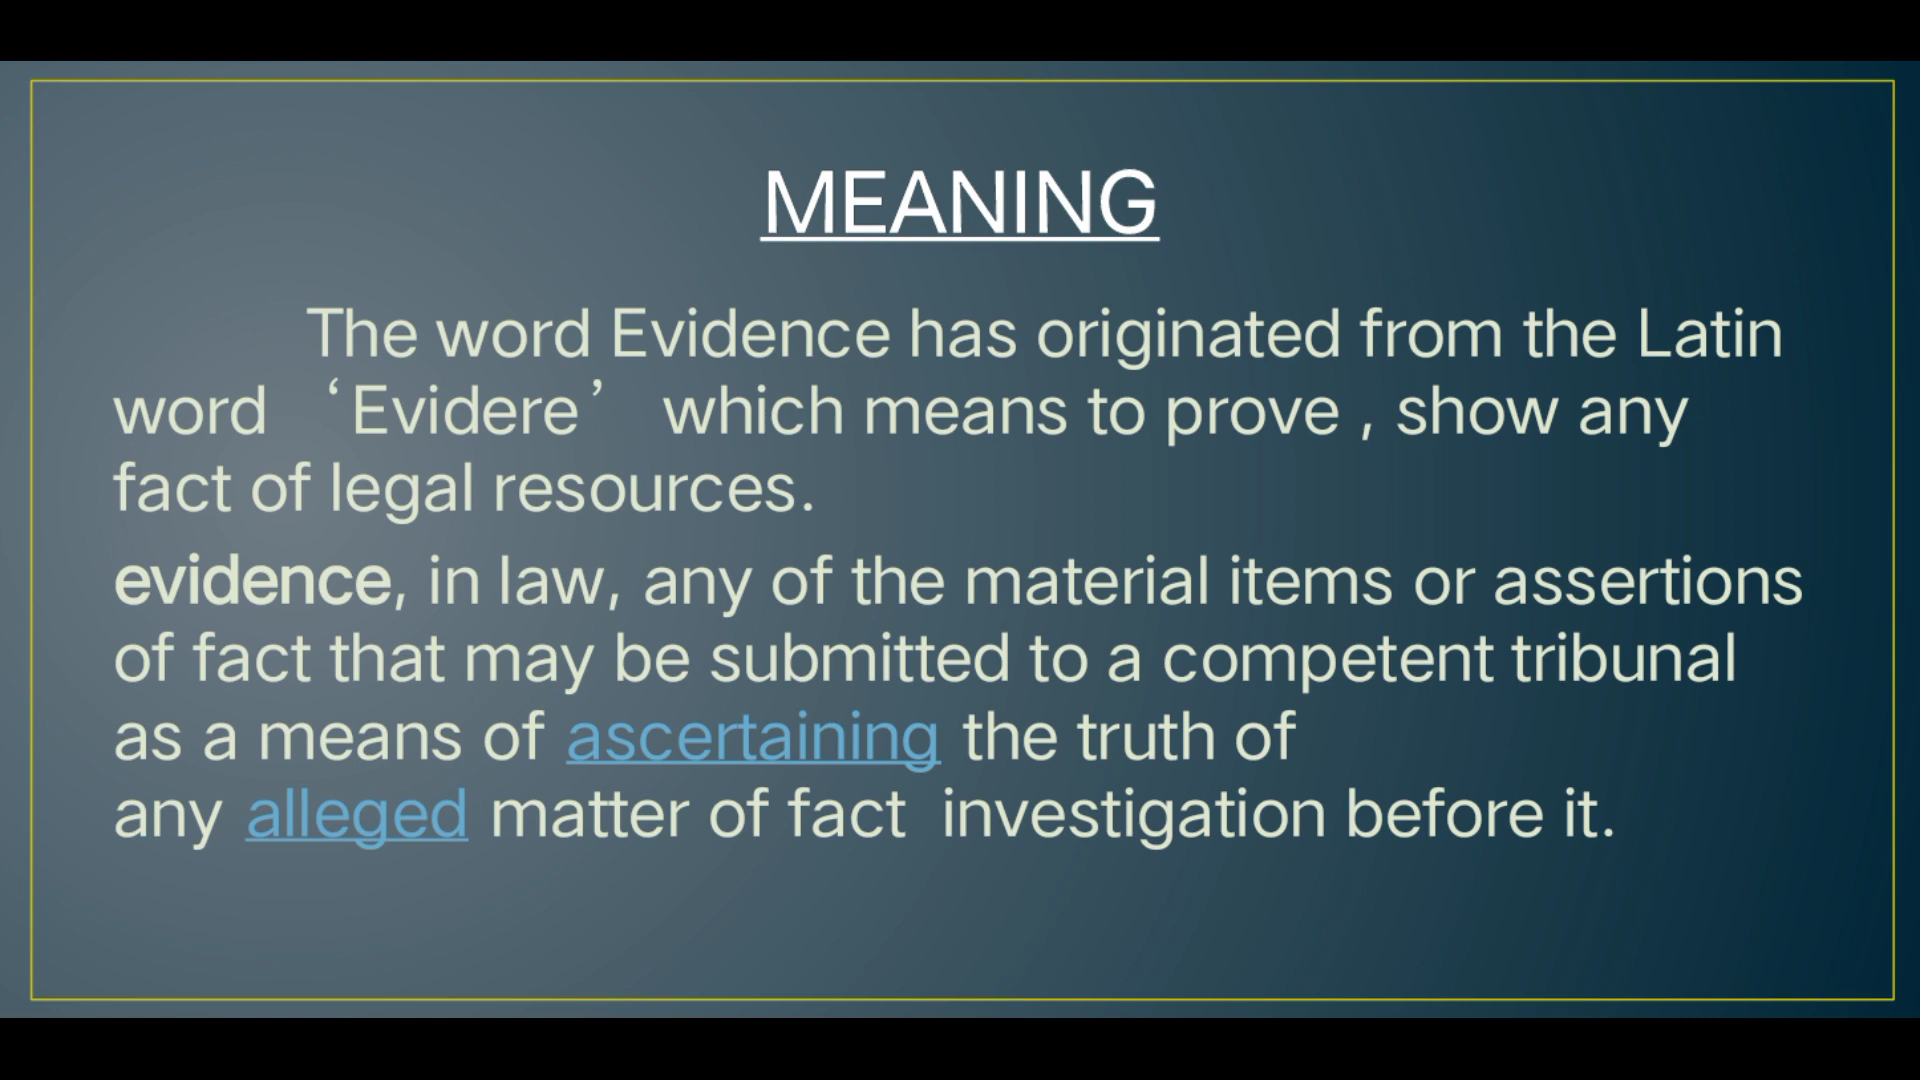 MEANING
The word Evidence has originated from the Latin
word ‘Evidere’ which means to prove , show any
fact of legal resources.
evidence, in law, any of the material items or assertions
of fact that may be submitted to a competent tribunal
as a means of ascertaining the truth of
any alleged matter of fact investigation before it.